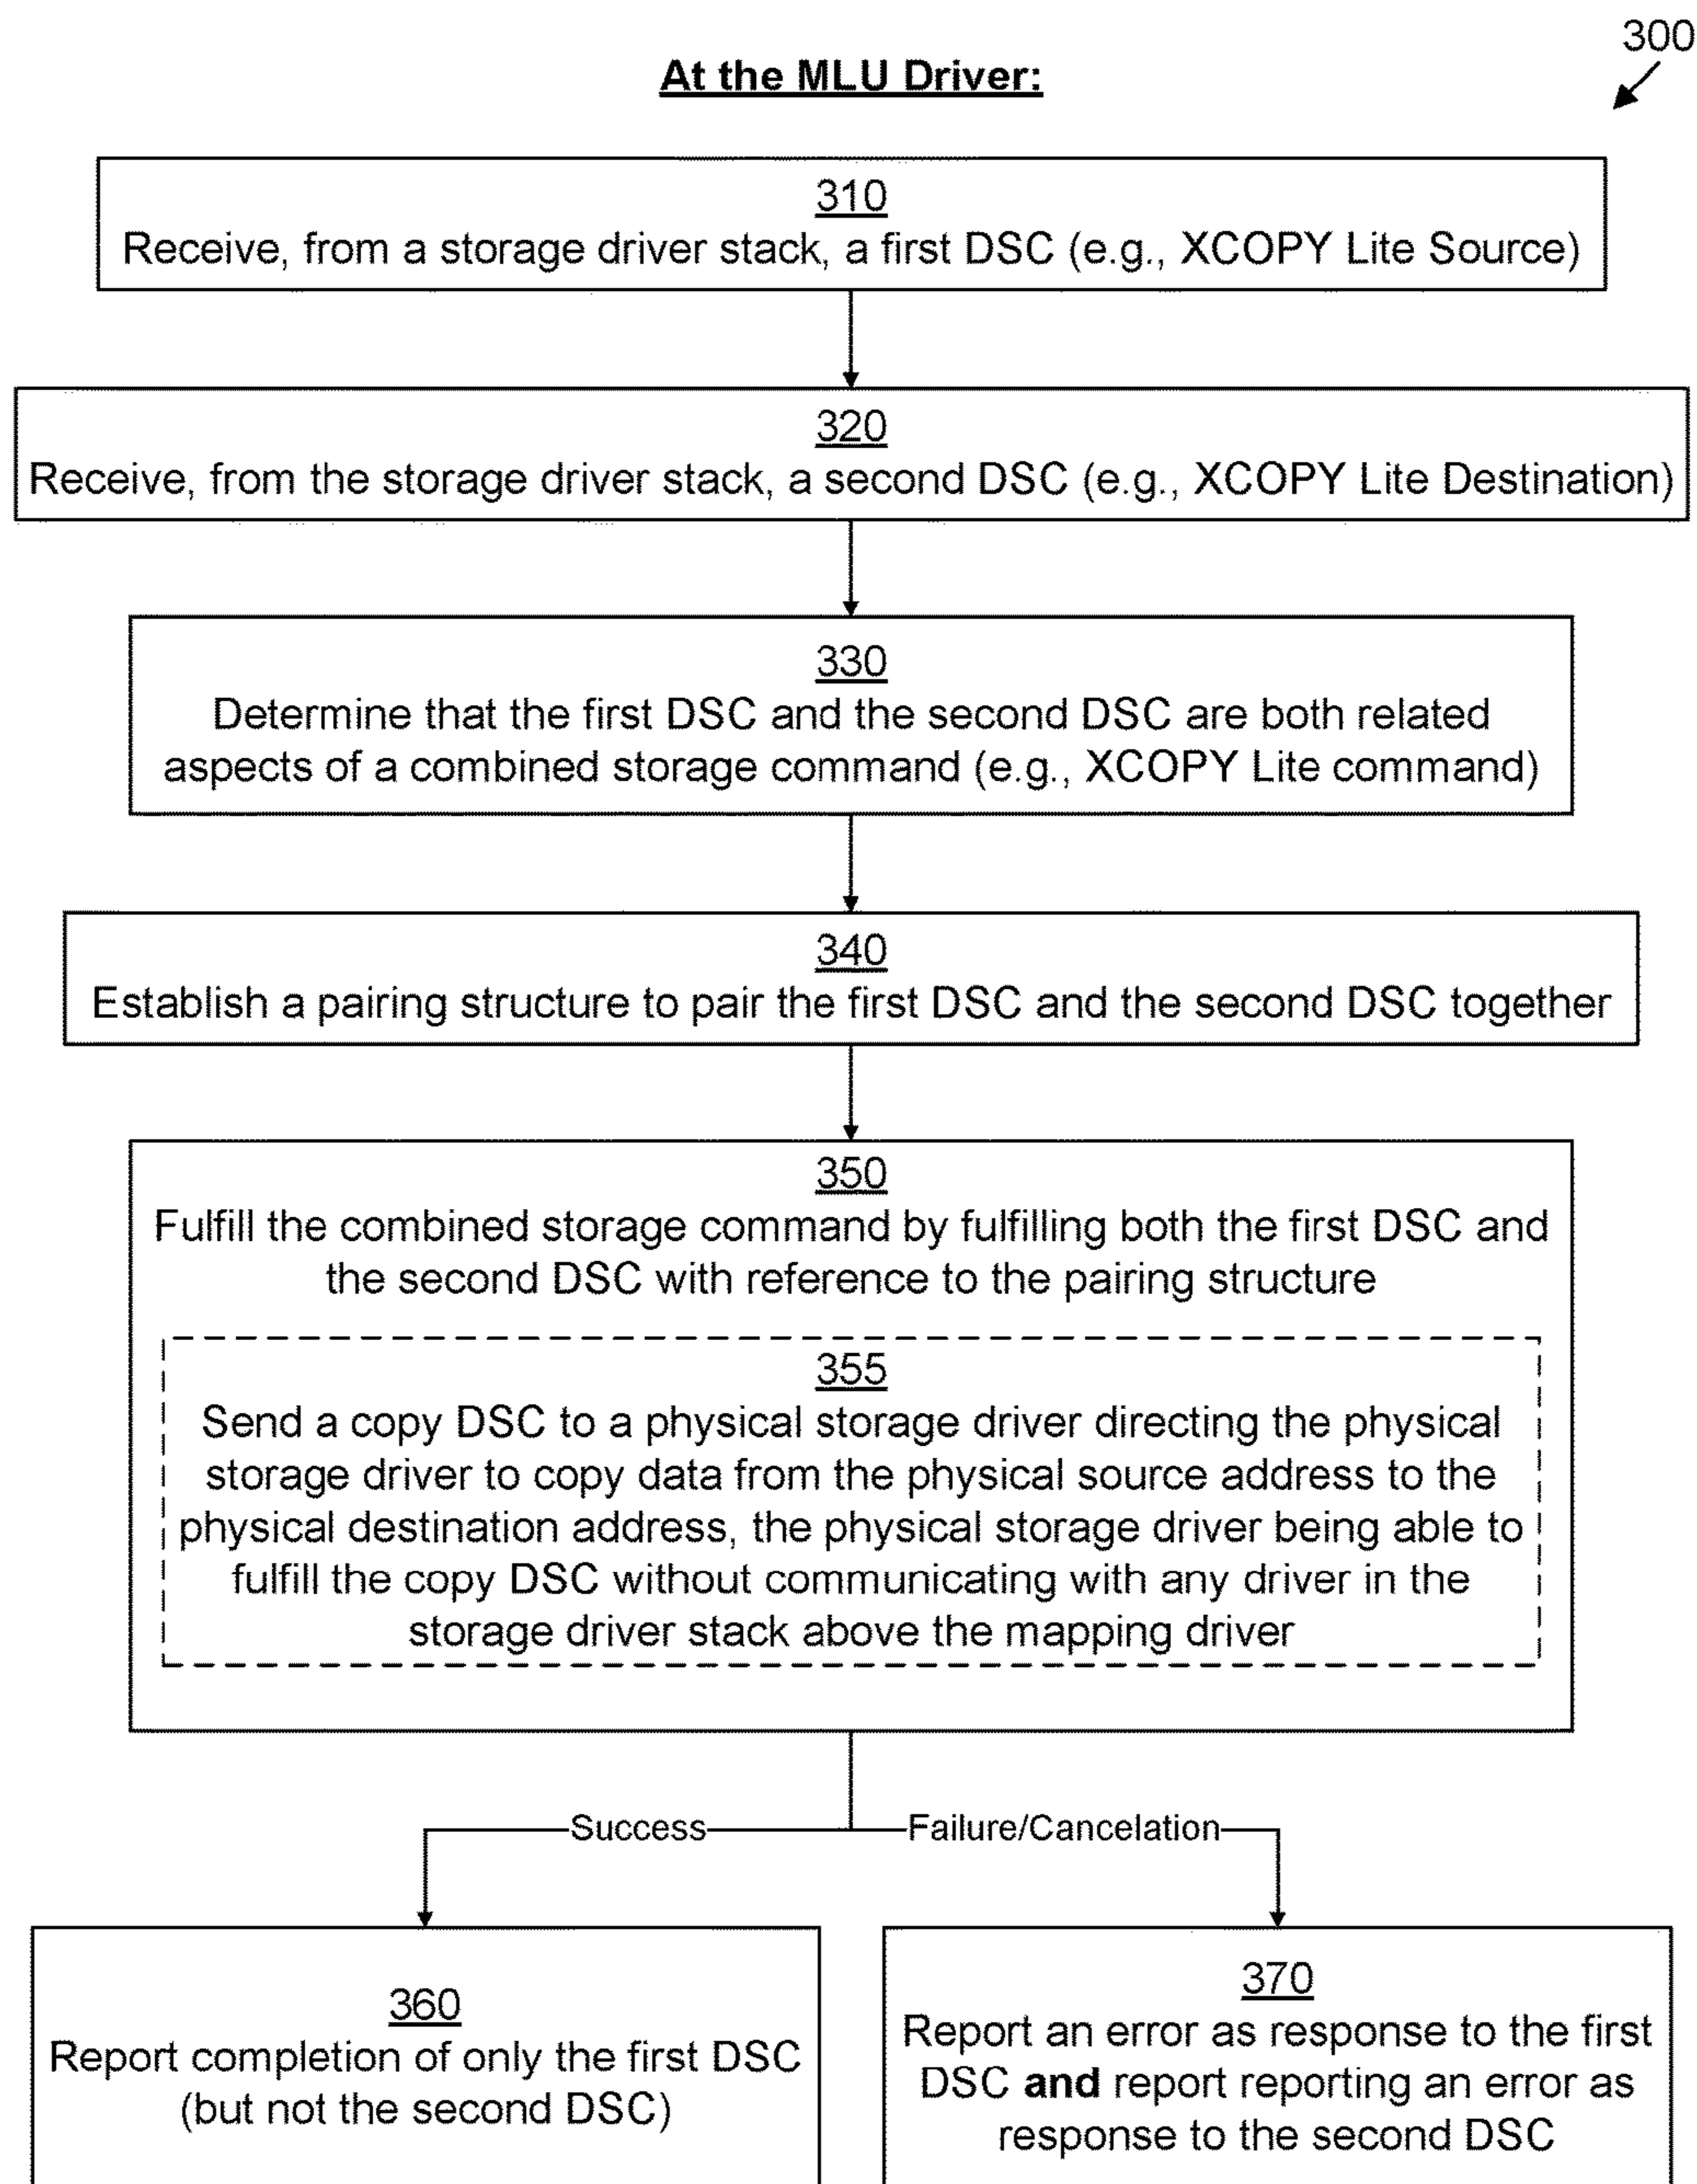 300
At the MLU Driver:
310
Receive, from a storage driver stack, a first DSC (e.g., XCOPY Lite Source)
320
Receive, from the storage driver stack, a second DSC (e.g., XCOPY Lite Destination)
330
Determine that the first DSC and the second DSC are both related
aspects of a combined storage command (e.g., XCOPY Lite command)
340
Establish a pairing structure to pair the first DSC and the second DSC together
350
Fulfill the combined storage command by fulfilling both the first DSC and
the second DSC with reference to the pairing structure
355
Send a copy DSC to a physical storage driver directing the physical
storage driver to copy data from the physical source address to the
physical destination address, the physical storage driver being able to
fulfill the copy DSC without communicating with any driver in the
storage driver stack above the mapping driver
Success
Failure/Cancelation
360
Report completion of only the first DSC
(but not the second DSC)
370
Report an error as response to the first
DSC and report reporting an error as
response to the second DSC